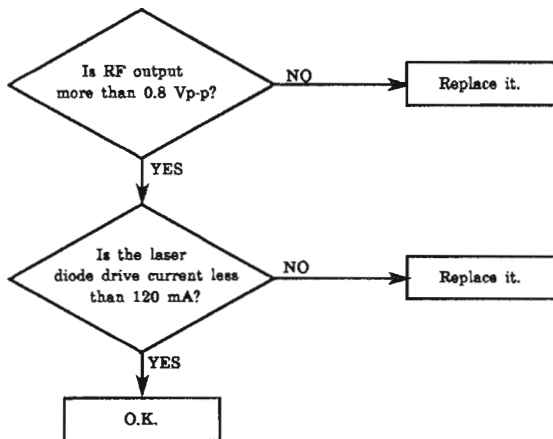 Is RF output
more than 0.8 Vp-p?
NO
Replace it.
YES
Is the laser
diode drive current less
than 120 mA?
NO
Replace it.
YES
O.K.